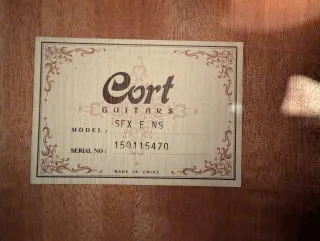 Cort
GUITARS
MODEL: SFX E NS
SERIAL NO: 150115470
MADE IN CHINA